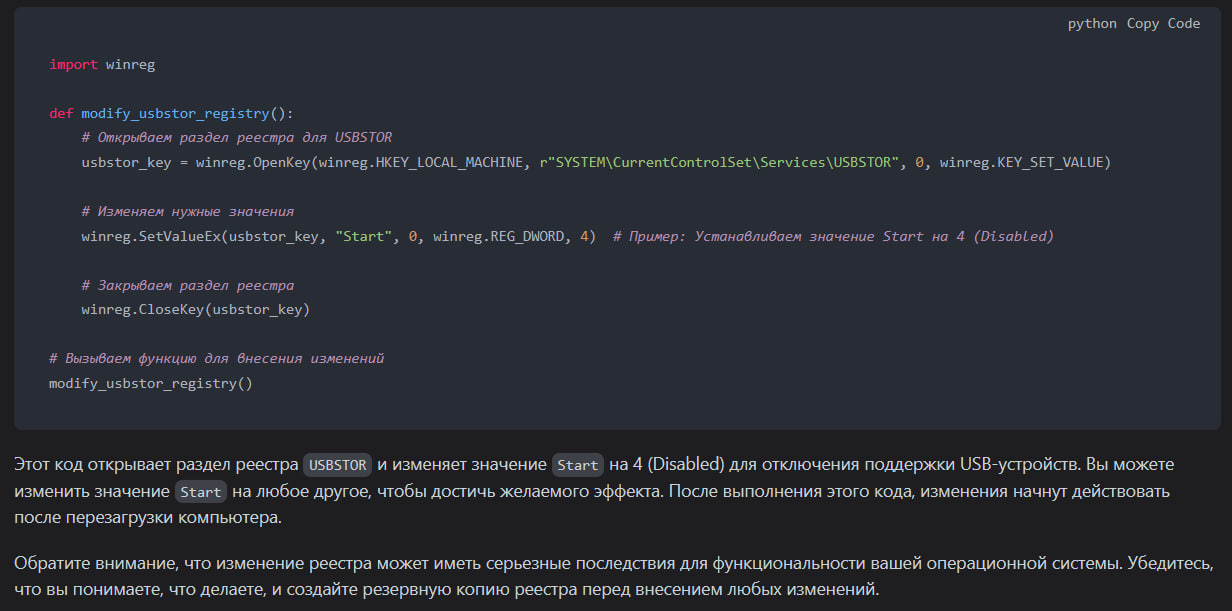 python Copy Code
import winreg
def modify_usbstor_registry():
# Открываем раздел реестра для USBSTOR
usbstor_key = winreg.OpenKey(winreg.HKEY_LOCAL_MACHINE, r"SYSTEM\CurrentControlSet\Services\USBSTOR", 0, winreg.KEY_SET_VALUE)
# Изменяем нужные значения
winreg.SetValueEx(usbstor_key, "Start", 0, winreg.REG_DWORD, 4)  # Пример: Устанавливаем значение Start на 4 (Disabled)
# Закрываем раздел реестра
winreg.CloseKey(usbstor_key)
# Вызываем функцию для внесения изменений
modify_usbstor_registry()
Этот код открывает раздел реестра USBSTOR и изменяет значение Start на 4 (Disabled) для отключения поддержки USB-устройств. Вы можете
изменить значение Start на любое другое, чтобы достичь желаемого эффекта. После выполнения этого кода, изменения начнут действовать
после перезагрузки компьютера.
Обратите внимание, что изменение реестра может иметь серьезные последствия для функциональности вашей операционной системы. Убедитесь,
что вы понимаете, что делаете, и создайте резервную копию реестра перед внесением любых изменений.